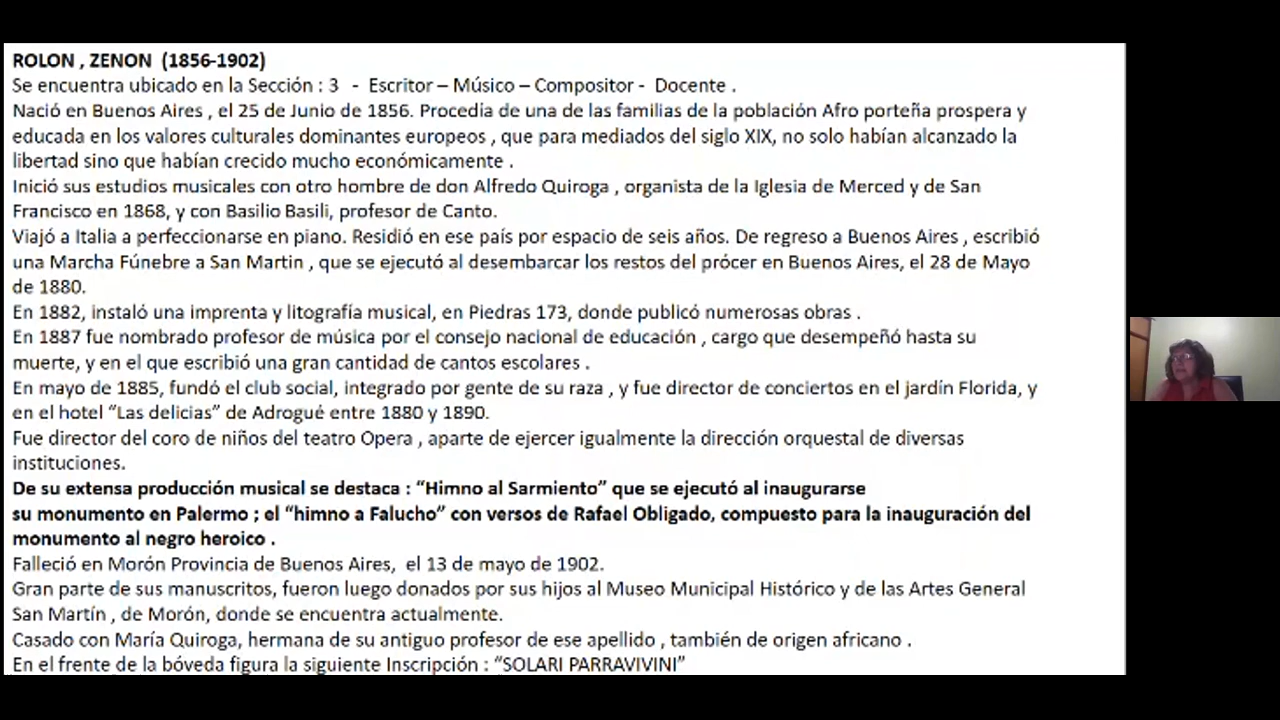 ROLON , ZENON  (1856-1902)
Se encuentra ubicado en la Sección : 3   -  Escritor – Músico – Compositor -  Docente .
Nació en Buenos Aires , el 25 de Junio de 1856. Procedía de una de las familias de la población Afro porteña prospera y
educada en los valores culturales dominantes europeos , que para mediados del siglo XIX, no solo habían alcanzado la
libertad sino que habían crecido mucho económicamente .
Inició sus estudios musicales con otro hombre de don Alfredo Quiroga , organista de la Iglesia de Merced y de San
Francisco en 1868, y con Basilio Basili, profesor de Canto.
Viajó a Italia a perfeccionarse en piano. Residió en ese país por espacio de seis años. De regreso a Buenos Aires , escribió
una Marcha Fúnebre a San Martin , que se ejecutó al desembarcar los restos del prócer en Buenos Aires, el 28 de Mayo
de 1880.
En 1882, instaló una imprenta y litografía musical, en Piedras 173, donde publicó numerosas obras .
En 1887 fue nombrado profesor de música por el consejo nacional de educación , cargo que desempeñó hasta su
muerte, y en el que escribió una gran cantidad de cantos escolares .
En mayo de 1885, fundó el club social, integrado por gente de su raza , y fue director de conciertos en el jardín Florida, y
en el hotel “Las delicias” de Adrogué entre 1880 y 1890.
Fue director del coro de niños del teatro Opera , aparte de ejercer igualmente la dirección orquestal de diversas
instituciones.
De su extensa producción musical se destaca : “Himno al Sarmiento” que se ejecutó al inaugurarse
su monumento en Palermo ; el “himno a Falucho” con versos de Rafael Obligado, compuesto para la inauguración del
monumento al negro heroico .
Falleció en Morón Provincia de Buenos Aires,  el 13 de mayo de 1902.
Gran parte de sus manuscritos, fueron luego donados por sus hijos al Museo Municipal Histórico y de las Artes General
San Martín , de Morón, donde se encuentra actualmente.
Casado con María Quiroga, hermana de su antiguo profesor de ese apellido , también de origen africano .
En el frente de la bóveda figura la siguiente Inscripción : “SOLARI PARRAVIVINI”